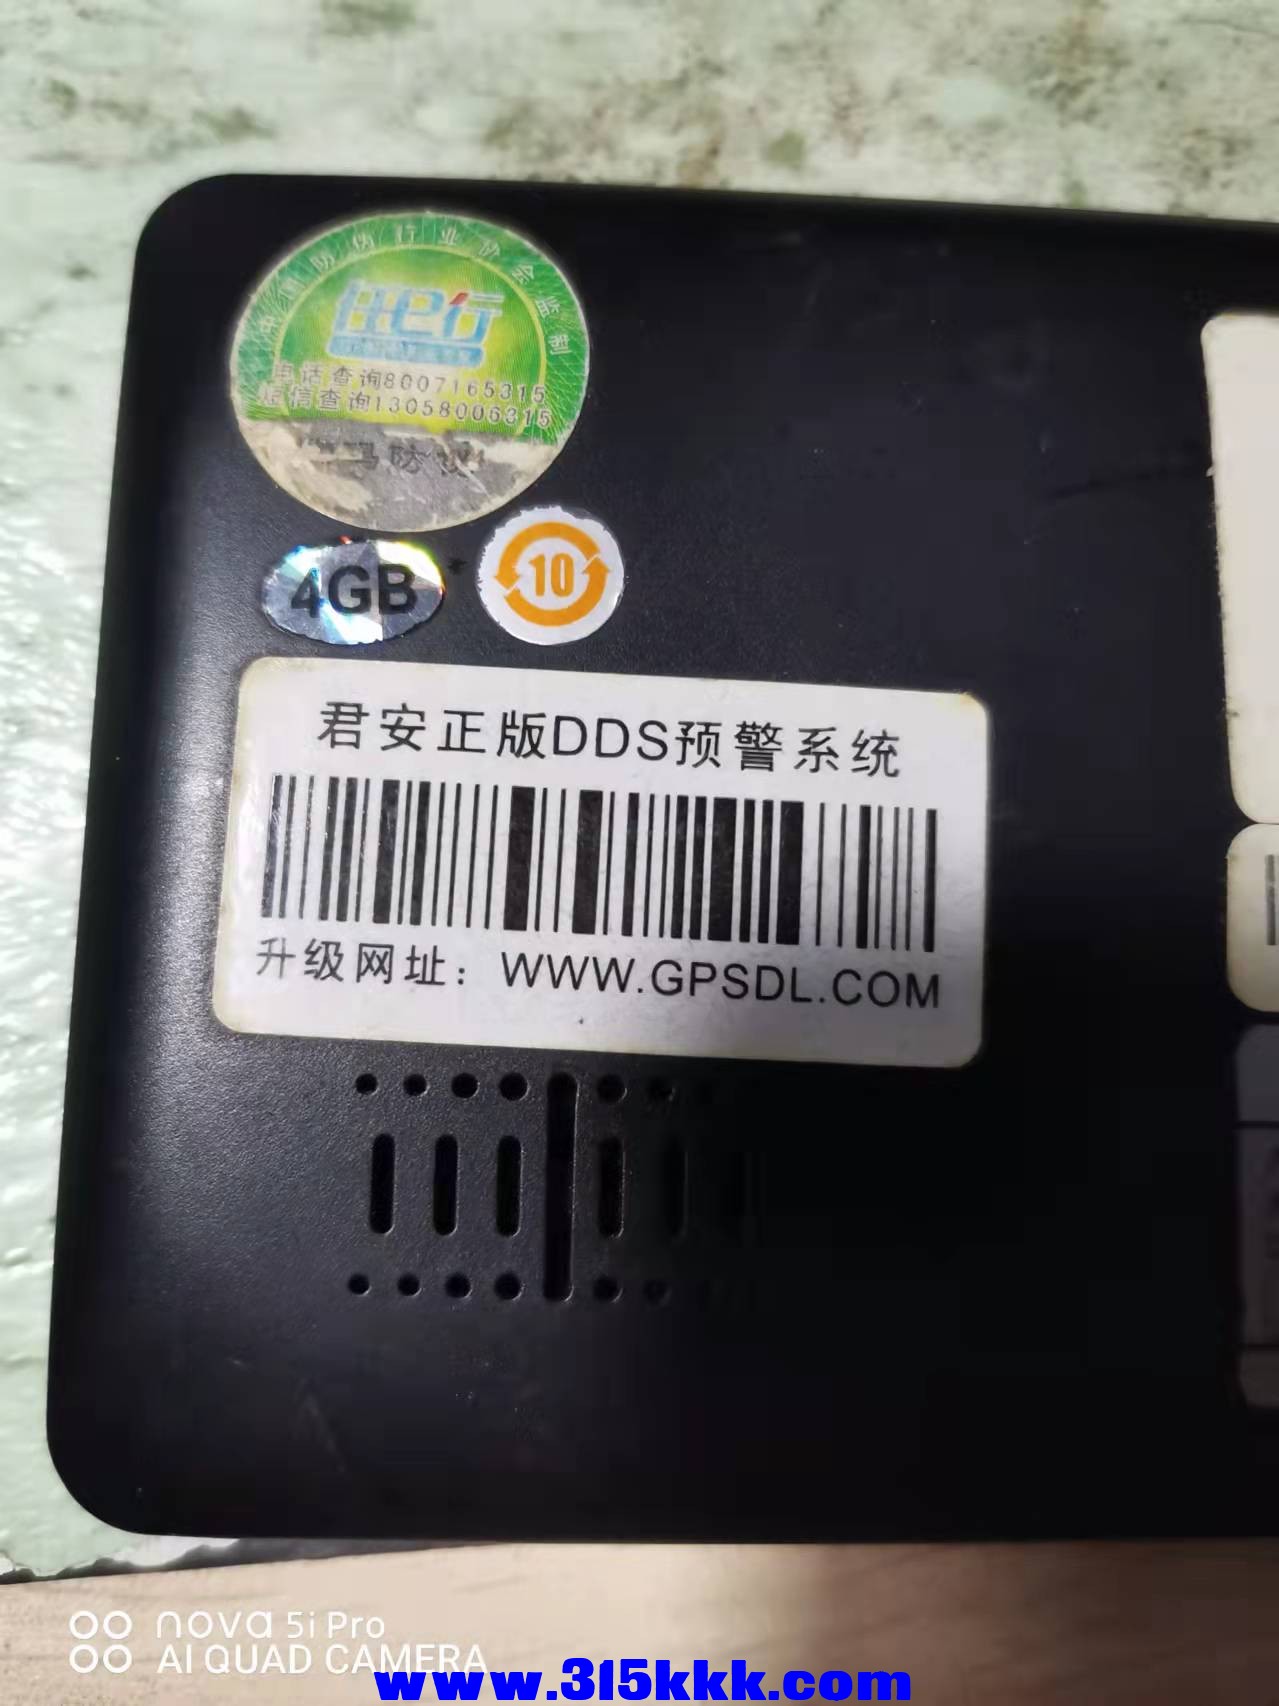 中国防伪行业协会监制
任e行
电话查询8007165315
短信查询13058006315
4GB
10
君安正版DDS预警系统
升级网址：WWW.GPSDL.COM
nova 5i Pro
AI QUAD CAMERA
www.315kkk.com